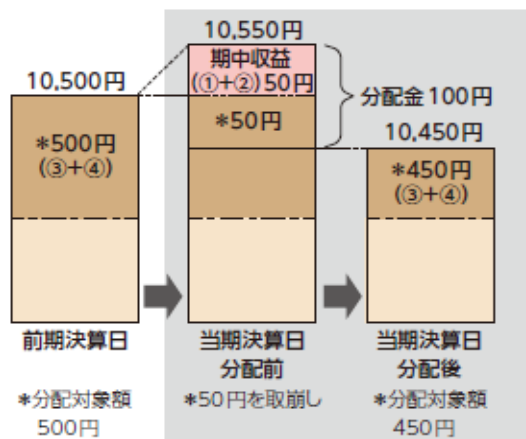 10,550円
期中収益
(①+②)50円
10,500円
分配金100円
*50円
*500円
(③+④)
10,450円
*450円
(③+④)
前期決算日
当期決算日
分配前
当期決算日
分配後
*分配対象額
500円
*50円を取崩し
*分配対象額
450円